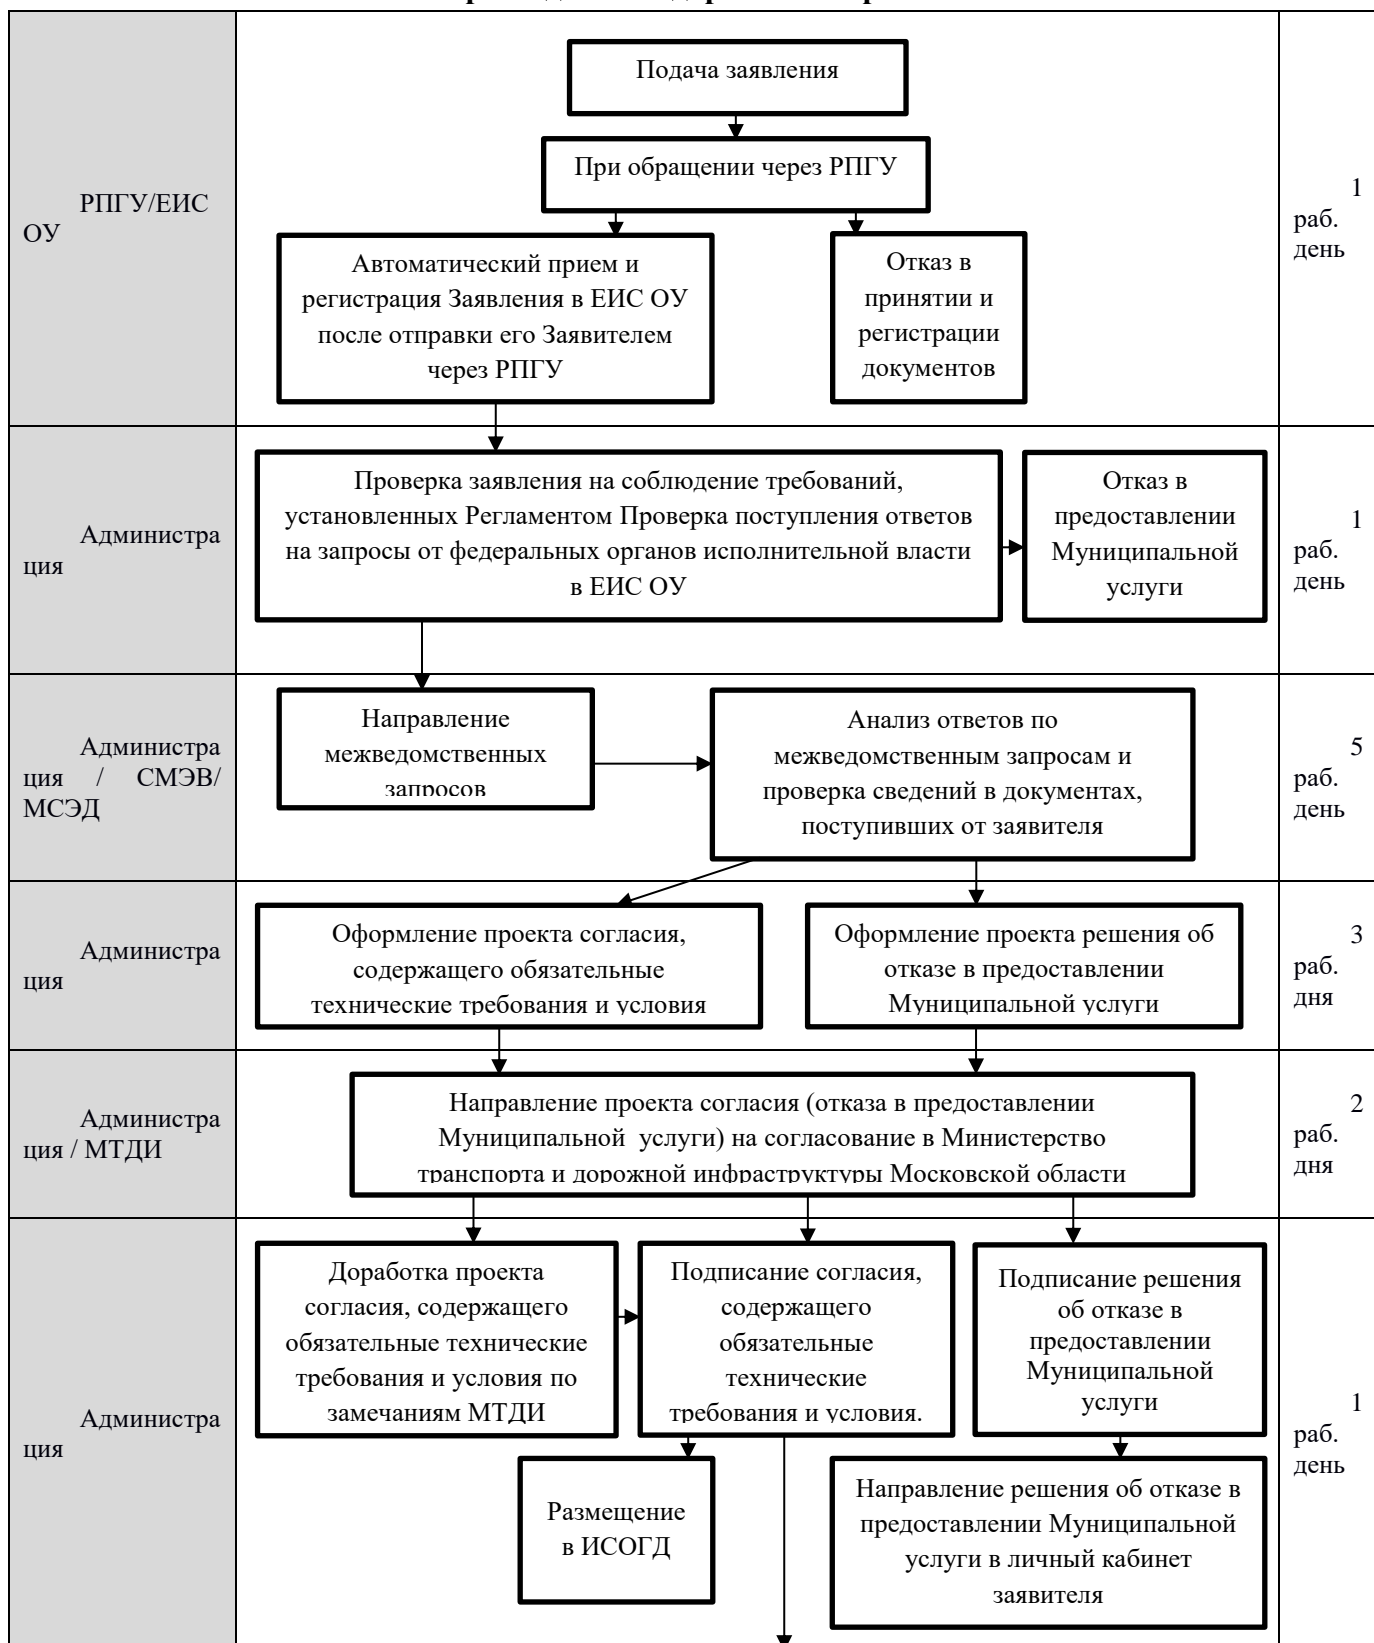 РПГУ/ЕИС
ОУ
Подача заявления
При обращении через РПГУ
Автоматический прием и
регистрация Заявления в ЕИС ОУ
после отправки его Заявителем
через РПГУ
Отказ в
принятии и
регистрации
документов
1
раб.
день
Администра
ция
Проверка заявления на соблюдение требований,
установленных Регламентом Проверка поступления ответов
на запросы от федеральных органов исполнительной власти
в ЕИС ОУ
Отказ в
предоставлении
Муниципальной
услуги
1
раб.
день
Администра
ция / СМЭВ/
МСЭД
Направление
межведомственных
запросов
Анализ ответов по
межведомственным запросам и
проверка сведений в документах,
поступивших от заявителя
5
раб.
день
Администра
ция
Оформление проекта согласия,
содержащего обязательные
технические требования и условия
Оформление проекта решения об
отказе в предоставлении
Муниципальной услуги
3
раб.
дня
Администра
ция / МТДИ
Направление проекта согласия (отказа в предоставлении
Муниципальной услуги) на согласование в Министерство
транспорта и дорожной инфраструктуры Московской области
2
раб.
дня
Администра
ция
Доработка проекта
согласия, содержащего
обязательные технические
требования и условия по
замечаниям МТДИ
Подписание согласия,
содержащего
обязательные
технические
требования и условия.
Подписание решения
об отказе в
предоставлении
Муниципальной
услуги
Размещение
в ИСОГД
Направление решения об отказе в
предоставлении Муниципальной
услуги в личный кабинет
заявителя
1
раб.
день